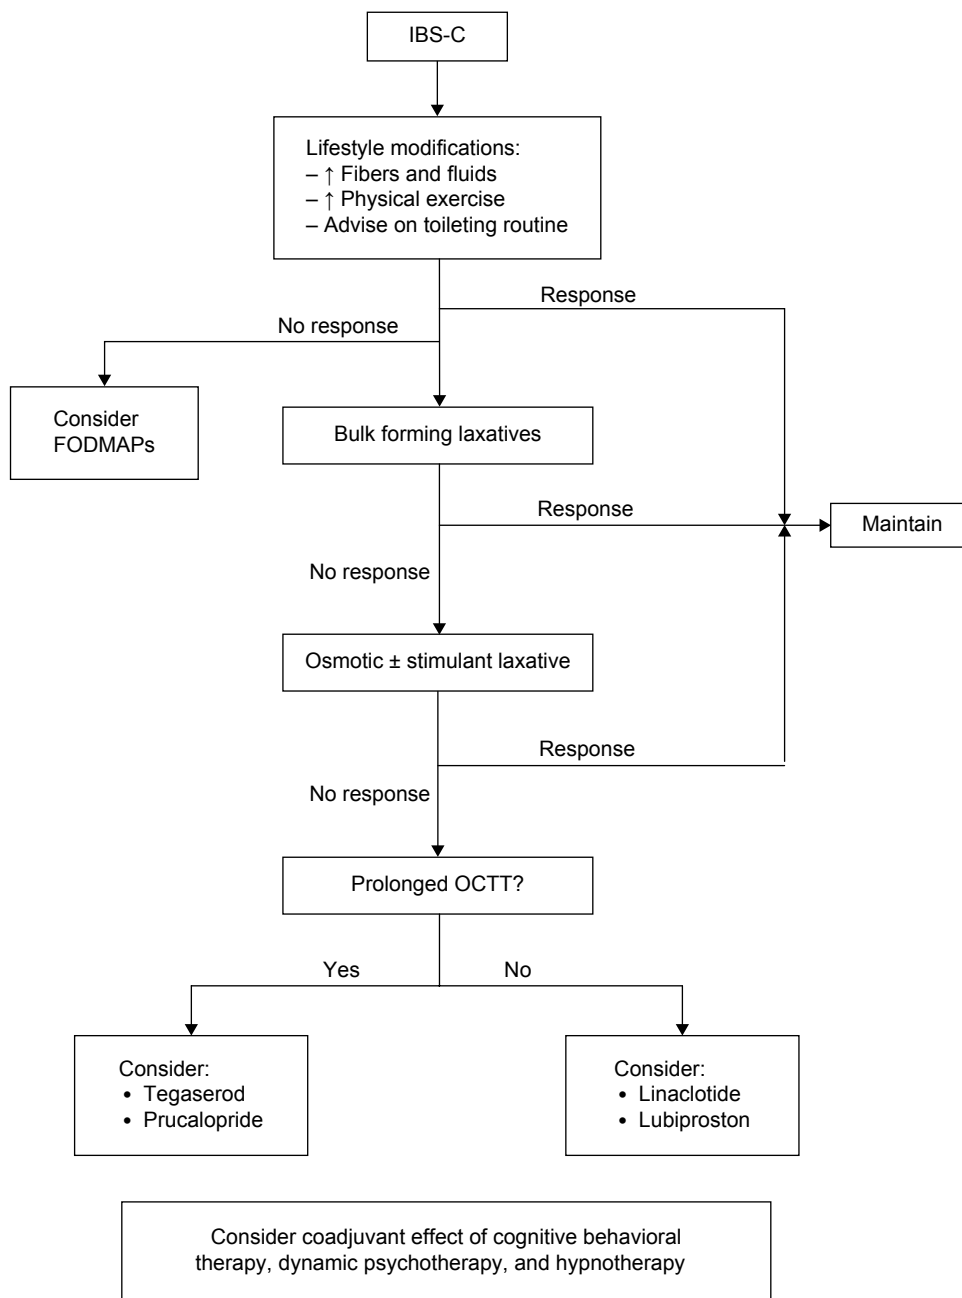 IBS-C
Lifestyle modifications:
– ↑ Fibers and fluids
– ↑ Physical exercise
– Advise on toileting routine
Response
No response
Consider
FODMAPs
Bulk forming laxatives
Response
Maintain
No response
Osmotic ± stimulant laxative
Response
No response
Prolonged OCTT?
Yes
No
Consider:
• Tegaserod
• Prucalopride
Consider:
• Linaclotide
• Lubiproston
Consider coadjuvant effect of cognitive behavioral
therapy, dynamic psychotherapy, and hypnotherapy